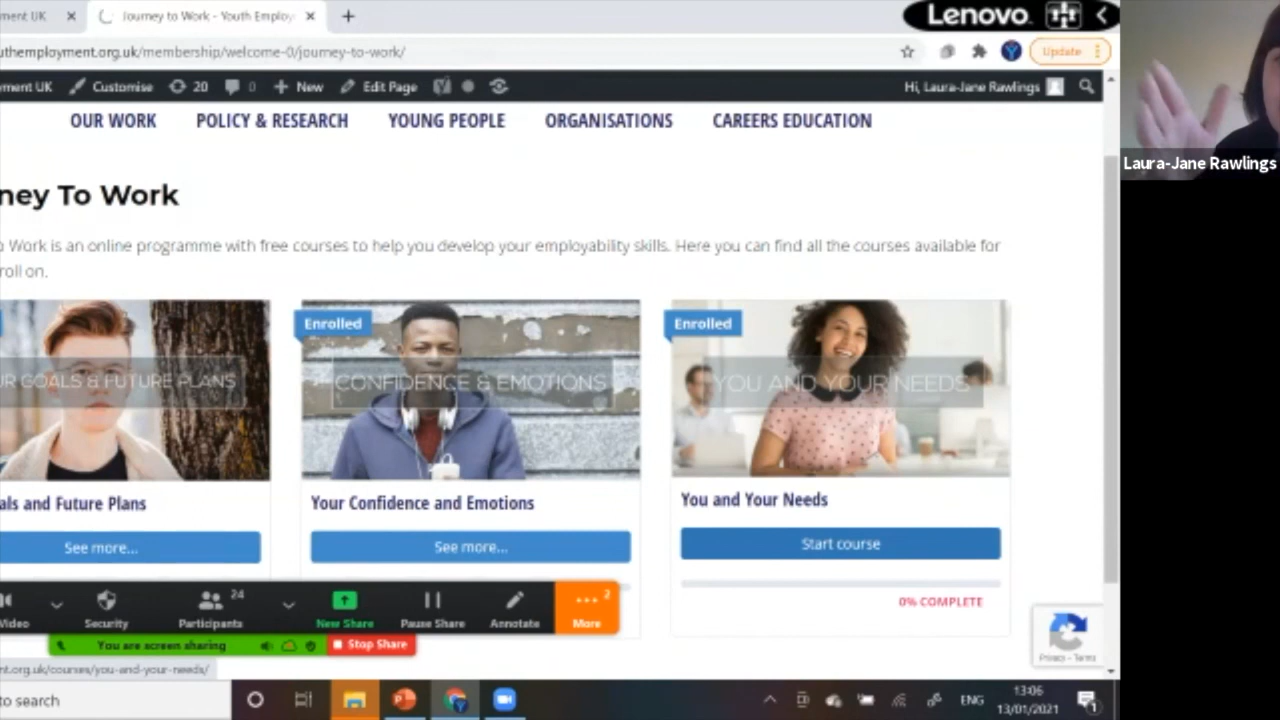 ment UK
Journey to Work - Youth Employ
Lenovo
uthemployment.org.uk/membership/welcome-0/journey-to-work/
Update
ment UK Customise 20 0 New Edit Page Hi, Laura-Jane Rawlings
OUR WORK POLICY & RESEARCH YOUNG PEOPLE ORGANISATIONS CAREERS EDUCATION
Laura-Jane Rawlings
ney To Work
o Work is an online programme with free courses to help you develop your employability skills. Here you can find all the courses available for
roll on.
Enrolled
Enrolled
UR GOALS & FUTURE PLANS
CONFIDENCE & EMOTIONS
YOU AND YOUR NEEDS
als and Future Plans
Your Confidence and Emotions
You and Your Needs
See more...
See more...
Start course
0% COMPLETE
24
2
Video Security Participants New Share Pause Share Annotate More
You are screen sharing Stop Share
Privacy - Terms
nt.org.uk/courses/you-and-your-needs/
to search
ENG
13:06
13/01/2021
1